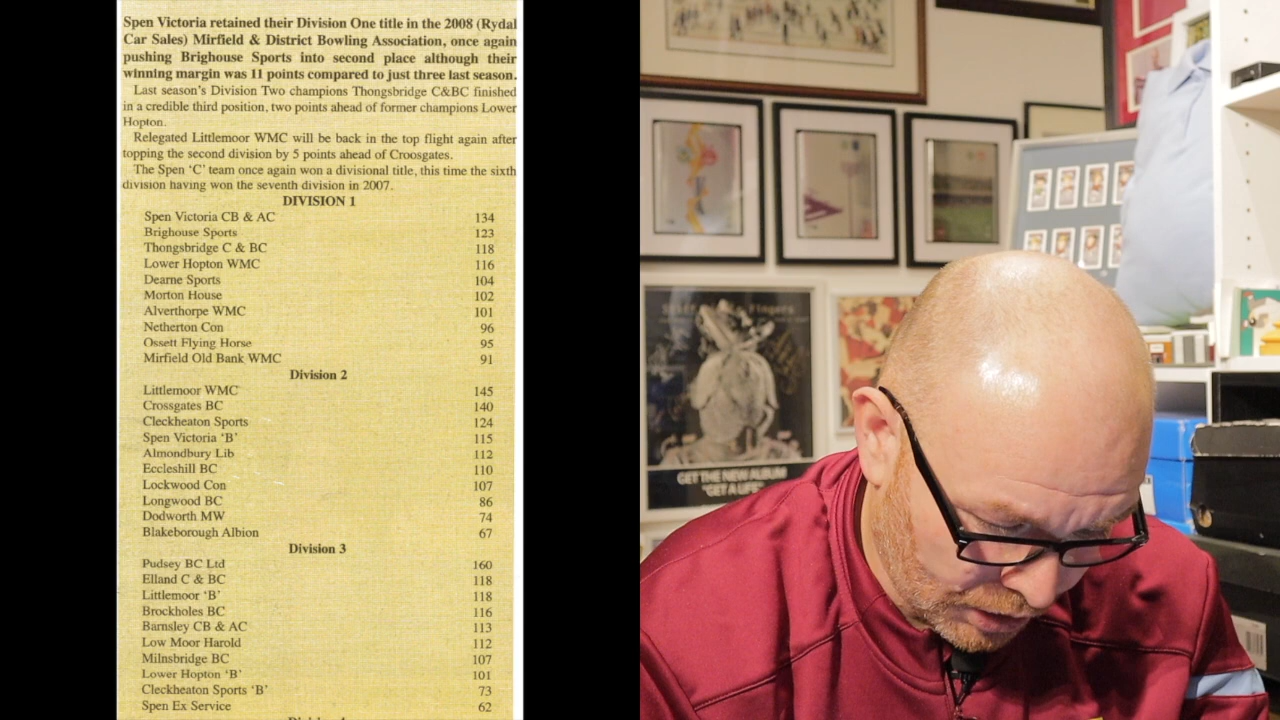 Spen Victoria retained their Division One title in the 2008 (Rydal
Car Sales) Mirfield & District Bowling Association, once again
pushing Brighouse Sports into second place although their
winning margin was 11 points compared to just three last season.
Last season's Division Two champions Thongsbridge C&BC finished
in a credible third position, two points ahead of former champions Lower
Hopton.
Relegated Littlemoor WMC will be back in the top flight again after
topping the second division by 5 points ahead of Croosgates.
The Spen 'C' team once again won a divisional title, this time the sixth
division having won the seventh division in 2007.
DIVISION 1
Spen Victoria CB & AC 134
Brighouse Sports 123
Thongsbridge C & BC 118
Lower Hopton WMC 116
Dearne Sports 104
Morton House 102
Alverthorpe WMC 101
Netherton Con 96
Ossett Flying Horse 95
Mirfield Old Bank WMC 91
Division 2
Littlemoor WMC 145
Crossgates BC 140
Cleckheaton Sports 124
Spen Victoria 'B' 115
Almondbury Lib 112
Eccleshill BC 110
Lockwood Con 107
Longwood BC 86
Dodworth MW 74
Blakeborough Albion 67
Division 3
Pudsey BC Ltd 160
Elland C & BC 118
Littlemoor 'B' 118
Brockholes BC 116
Barnsley CB & AC 113
Low Moor Harold 112
Milnsbridge BC 107
Lower Hopton 'B' 101
Cleckheaton Sports 'B' 73
Spen Ex Service 62
GET THE NEW ALBUM
"GET A LIFE"